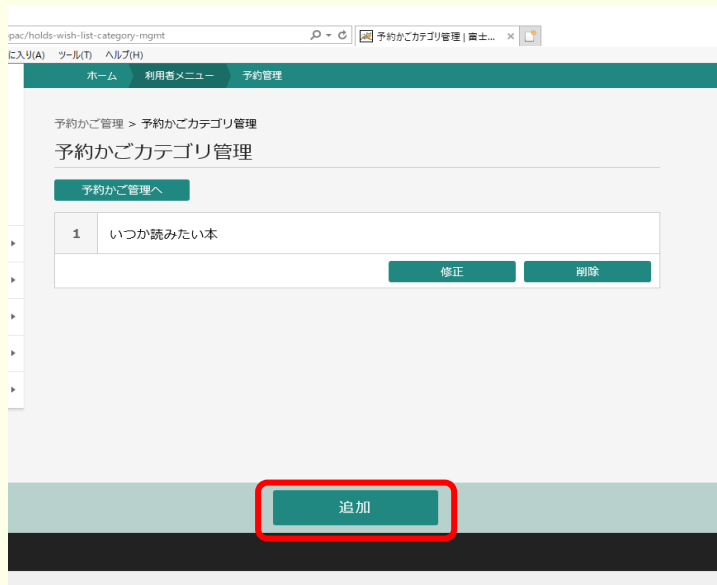 pac/holds-wish-list-category-mgmt
予約かごカテゴリ管理 | 富士...
に入り(A) ツール(T) ヘルプ(H)
ホーム 利用者メニュー 予約管理
予約かご管理 > 予約かごカテゴリ管理
予約かごカテゴリ管理
予約かご管理へ
1 いつか読みたい本
修正 削除
追加